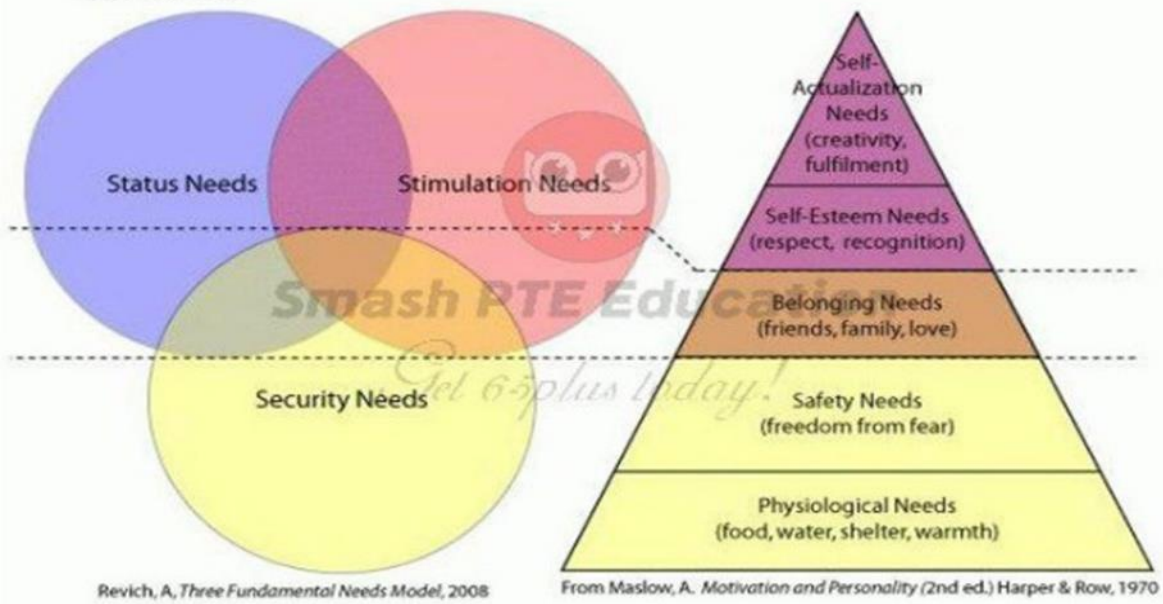 Status Needs
Stimulation Needs
Security Needs
Smash PTE Education
Get 65plus today!
Revich, A, Three Fundamental Needs Model, 2008
Self-
Actualization
Needs
(creativity,
fulfilment)
Self-Esteem Needs
(respect, recognition)
Belonging Needs
(friends, family, love)
Safety Needs
(freedom from fear)
Physiological Needs
(food, water, shelter, warmth)
From Maslow, A. Motivation and Personality (2nd ed.) Harper & Row, 1970